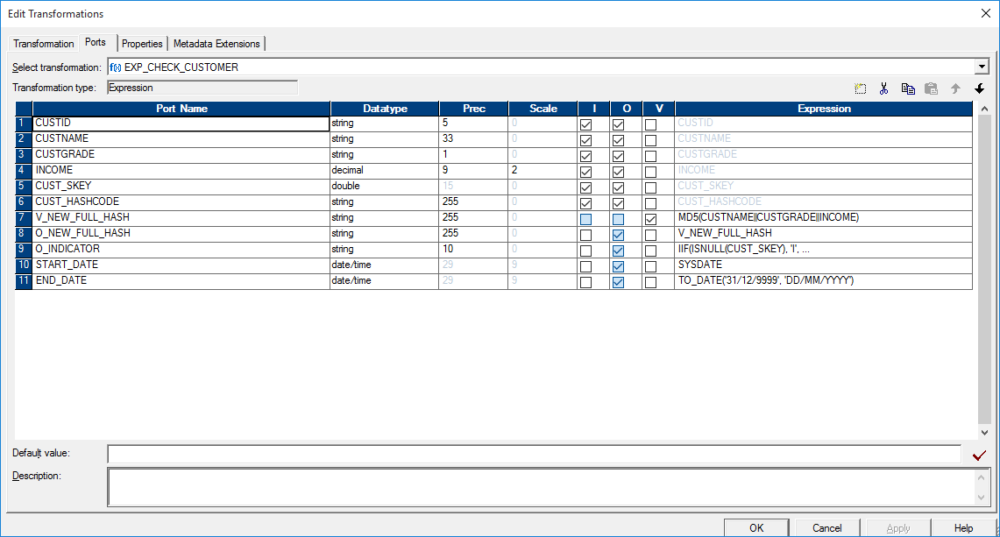 Edit Transformations
Transformation Ports Properties Metadata Extensions
Select transformation: f(x) EXP_CHECK_CUSTOMER
Transformation type: Expression
Port Name Datatype Prec Scale I O V Expression
1 CUSTID string 5 0 CUSTID
2 CUSTNAME string 33 0 CUSTNAME
3 CUSTGRADE string 1 0 CUSTGRADE
4 INCOME decimal 9 2 INCOME
5 CUST_SKEY double 15 0 CUST_SKEY
6 CUST_HASHCODE string 255 0 CUST_HASHCODE
7 V_NEW_FULL_HASH string 255 0 MD5(CUSTNAME||CUSTGRADE||INCOME)
8 O_NEW_FULL_HASH string 255 0 V_NEW_FULL_HASH
9 O_INDICATOR string 10 0 IIF(ISNULL(CUST_SKEY), 'I', ...
10 START_DATE date/time 29 9 SYSDATE
11 END_DATE date/time 29 9 TO_DATE('31/12/9999', 'DD/MM/YYYY')
Default value:
Description:
OK Cancel Apply Help